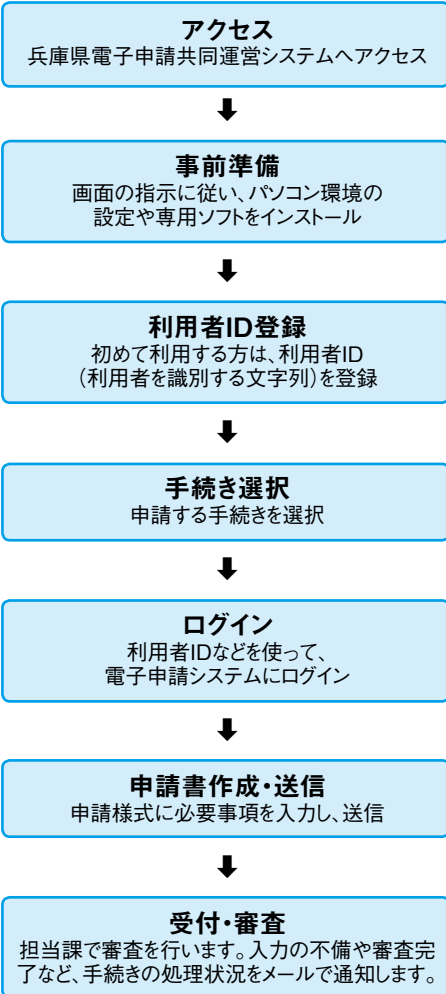 アクセス
兵庫県電子申請共同運営システムへアクセス
事前準備
画面の指示に従い、パソコン環境の
設定や専用ソフトをインストール
利用者ID登録
初めて利用する方は、利用者ID
（利用者を識別する文字列）を登録
手続き選択
申請する手続きを選択
ログイン
利用者IDなどを使って、
電子申請システムにログイン
申請書作成・送信
申請様式に必要事項を入力し、送信
受付・審査
担当課で審査を行います。入力の不備や審査完
了など、手続きの処理状況をメールで通知します。